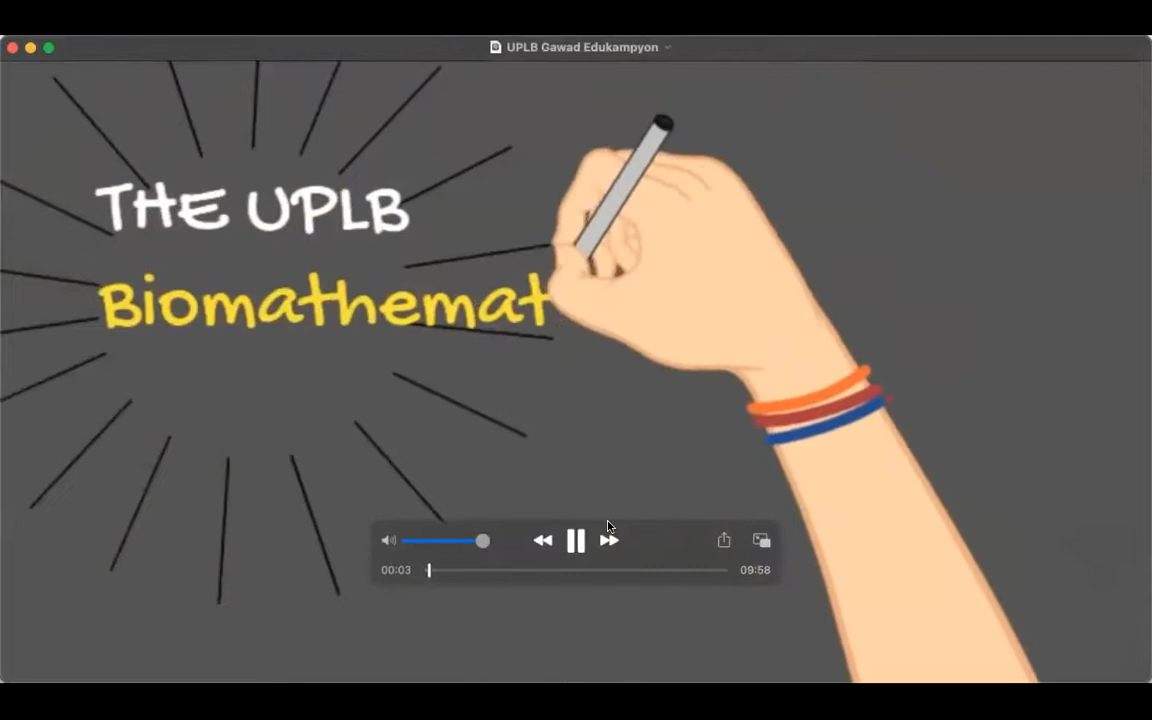 UPLB Gawad Edukampyon
THE UPLB
Biomathemat
00:03
09:58